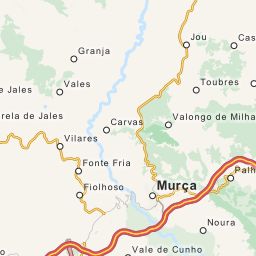 Jou
Cas
Granja
Toubres
de Jales
Vales
Carvas
Valongo de Milha
rela de Jales
Vilares
Fonte Fria
Palh
Fiolhoso
Murça
Noura
Vale de Cunho